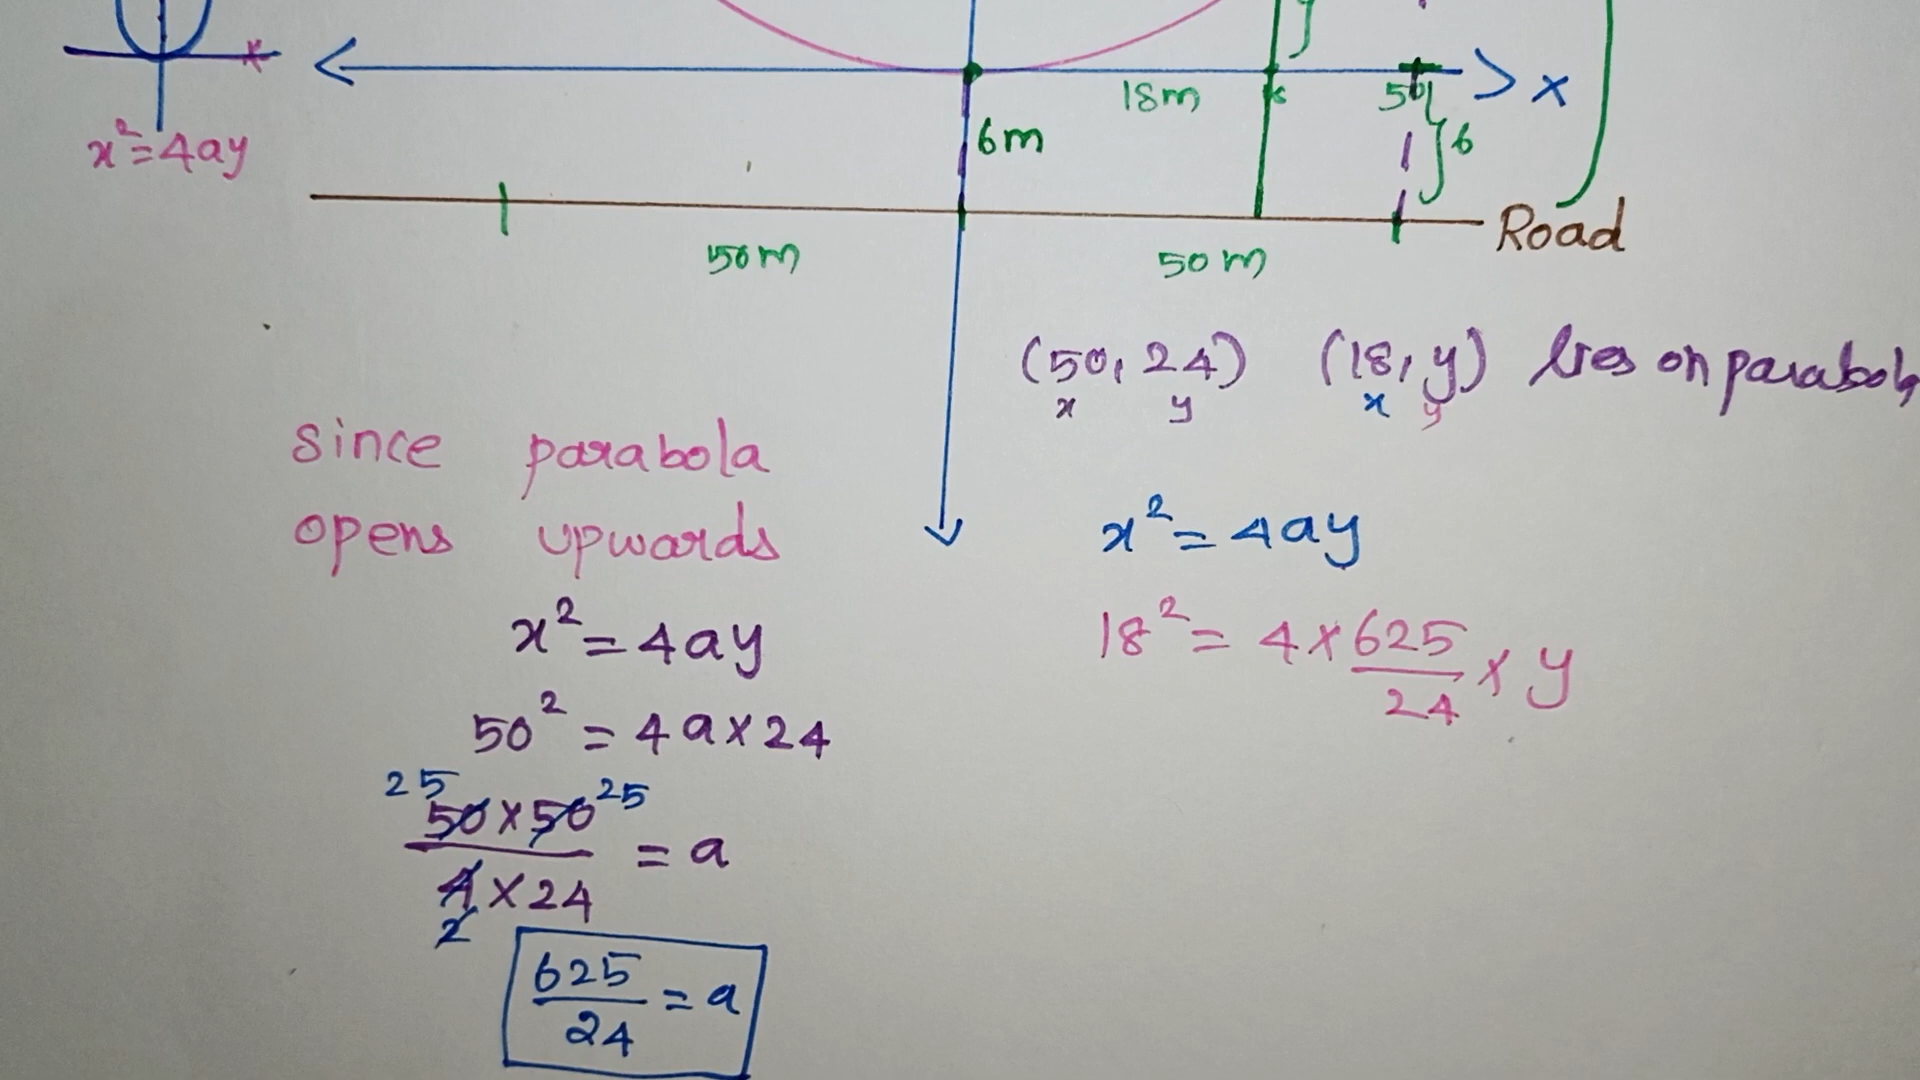 x
18m
50
x
x² = 4ay
6m
6
Road
50m
50m
(50, 24) (18, y) lies on parabola
x y x y
since parabola
opens upwards
x² = 4ay
50² = 4a × 24
25 25
50 × 50 = a
4 × 24
2
625 = a
24
x² = 4ay
18² = 4 × 625 × y
24